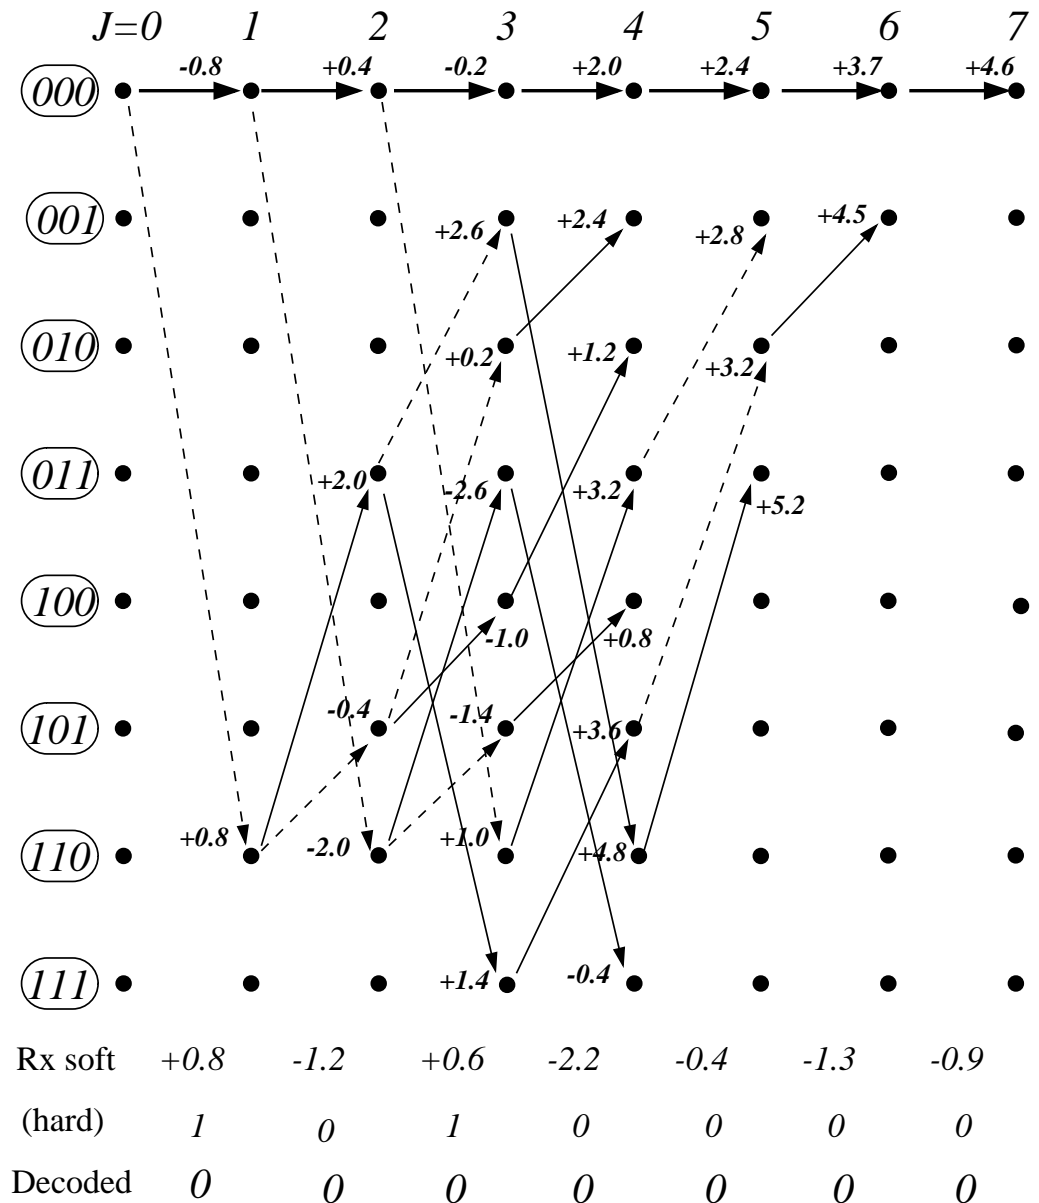 J=0 1 2 3 4 5 6 7
-0.8 +0.4 -0.2 +2.0 +2.4 +3.7 +4.6
000
001 +2.6 +2.4 +2.8 +4.5
010 +0.2 +1.2 +3.2
011 +2.0 -2.6 +3.2 +5.2
100 -1.0 +0.8
101 -0.4 -1.4 +3.6
110 +0.8 -2.0 +1.0 +4.8
111 +1.4 -0.4
Rx soft +0.8 -1.2 +0.6 -2.2 -0.4 -1.3 -0.9
(hard) 1 0 1 0 0 0 0
Decoded 0 0 0 0 0 0 0